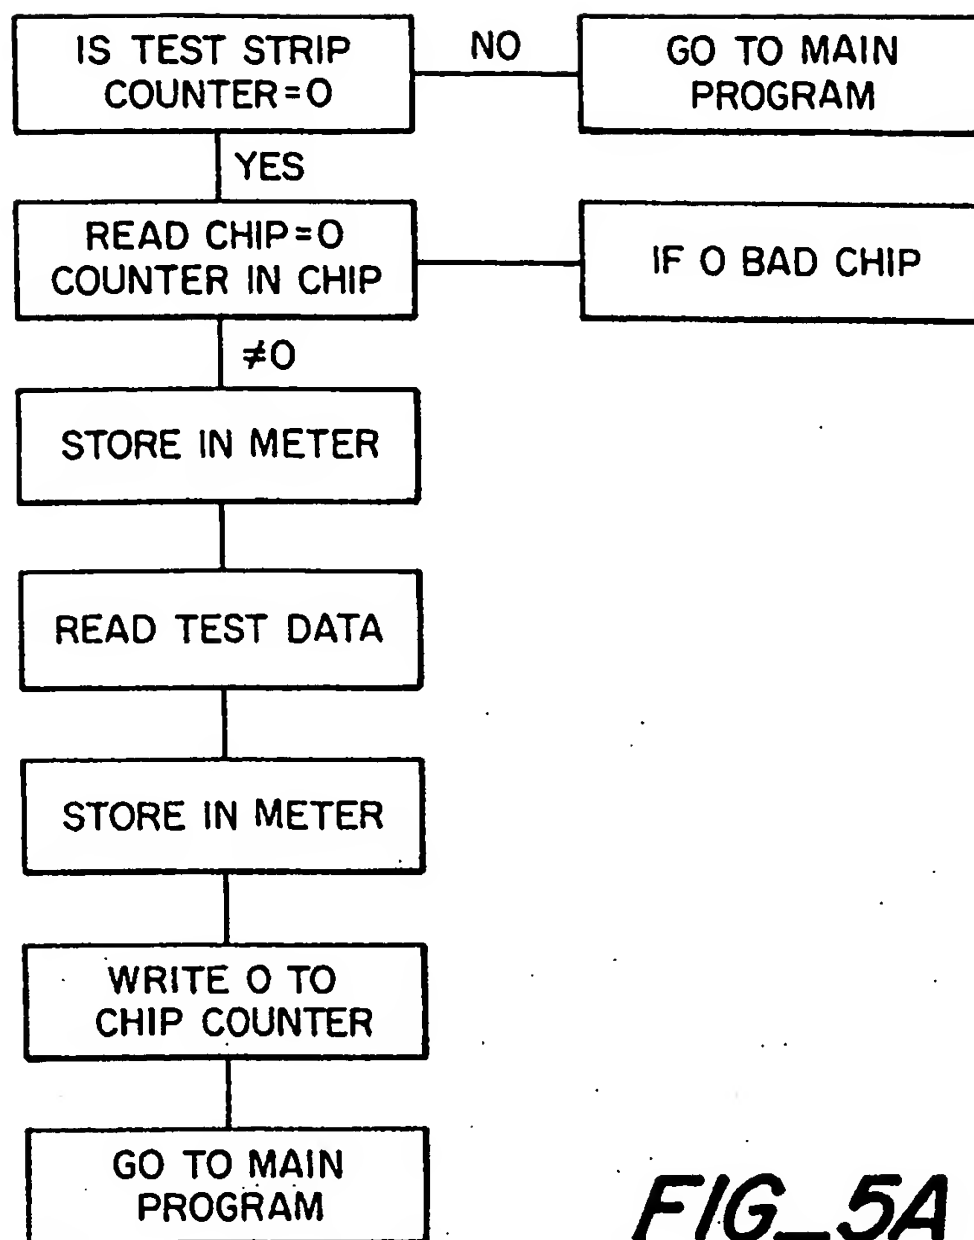 IS TEST STRIP
COUNTER=0
NO
GO TO MAIN
PROGRAM
YES
READ CHIP=0
COUNTER IN CHIP
IF 0 BAD CHIP
≠0
STORE IN METER
READ TEST DATA
STORE IN METER
WRITE 0 TO
CHIP COUNTER
GO TO MAIN
PROGRAM
FIG_5A